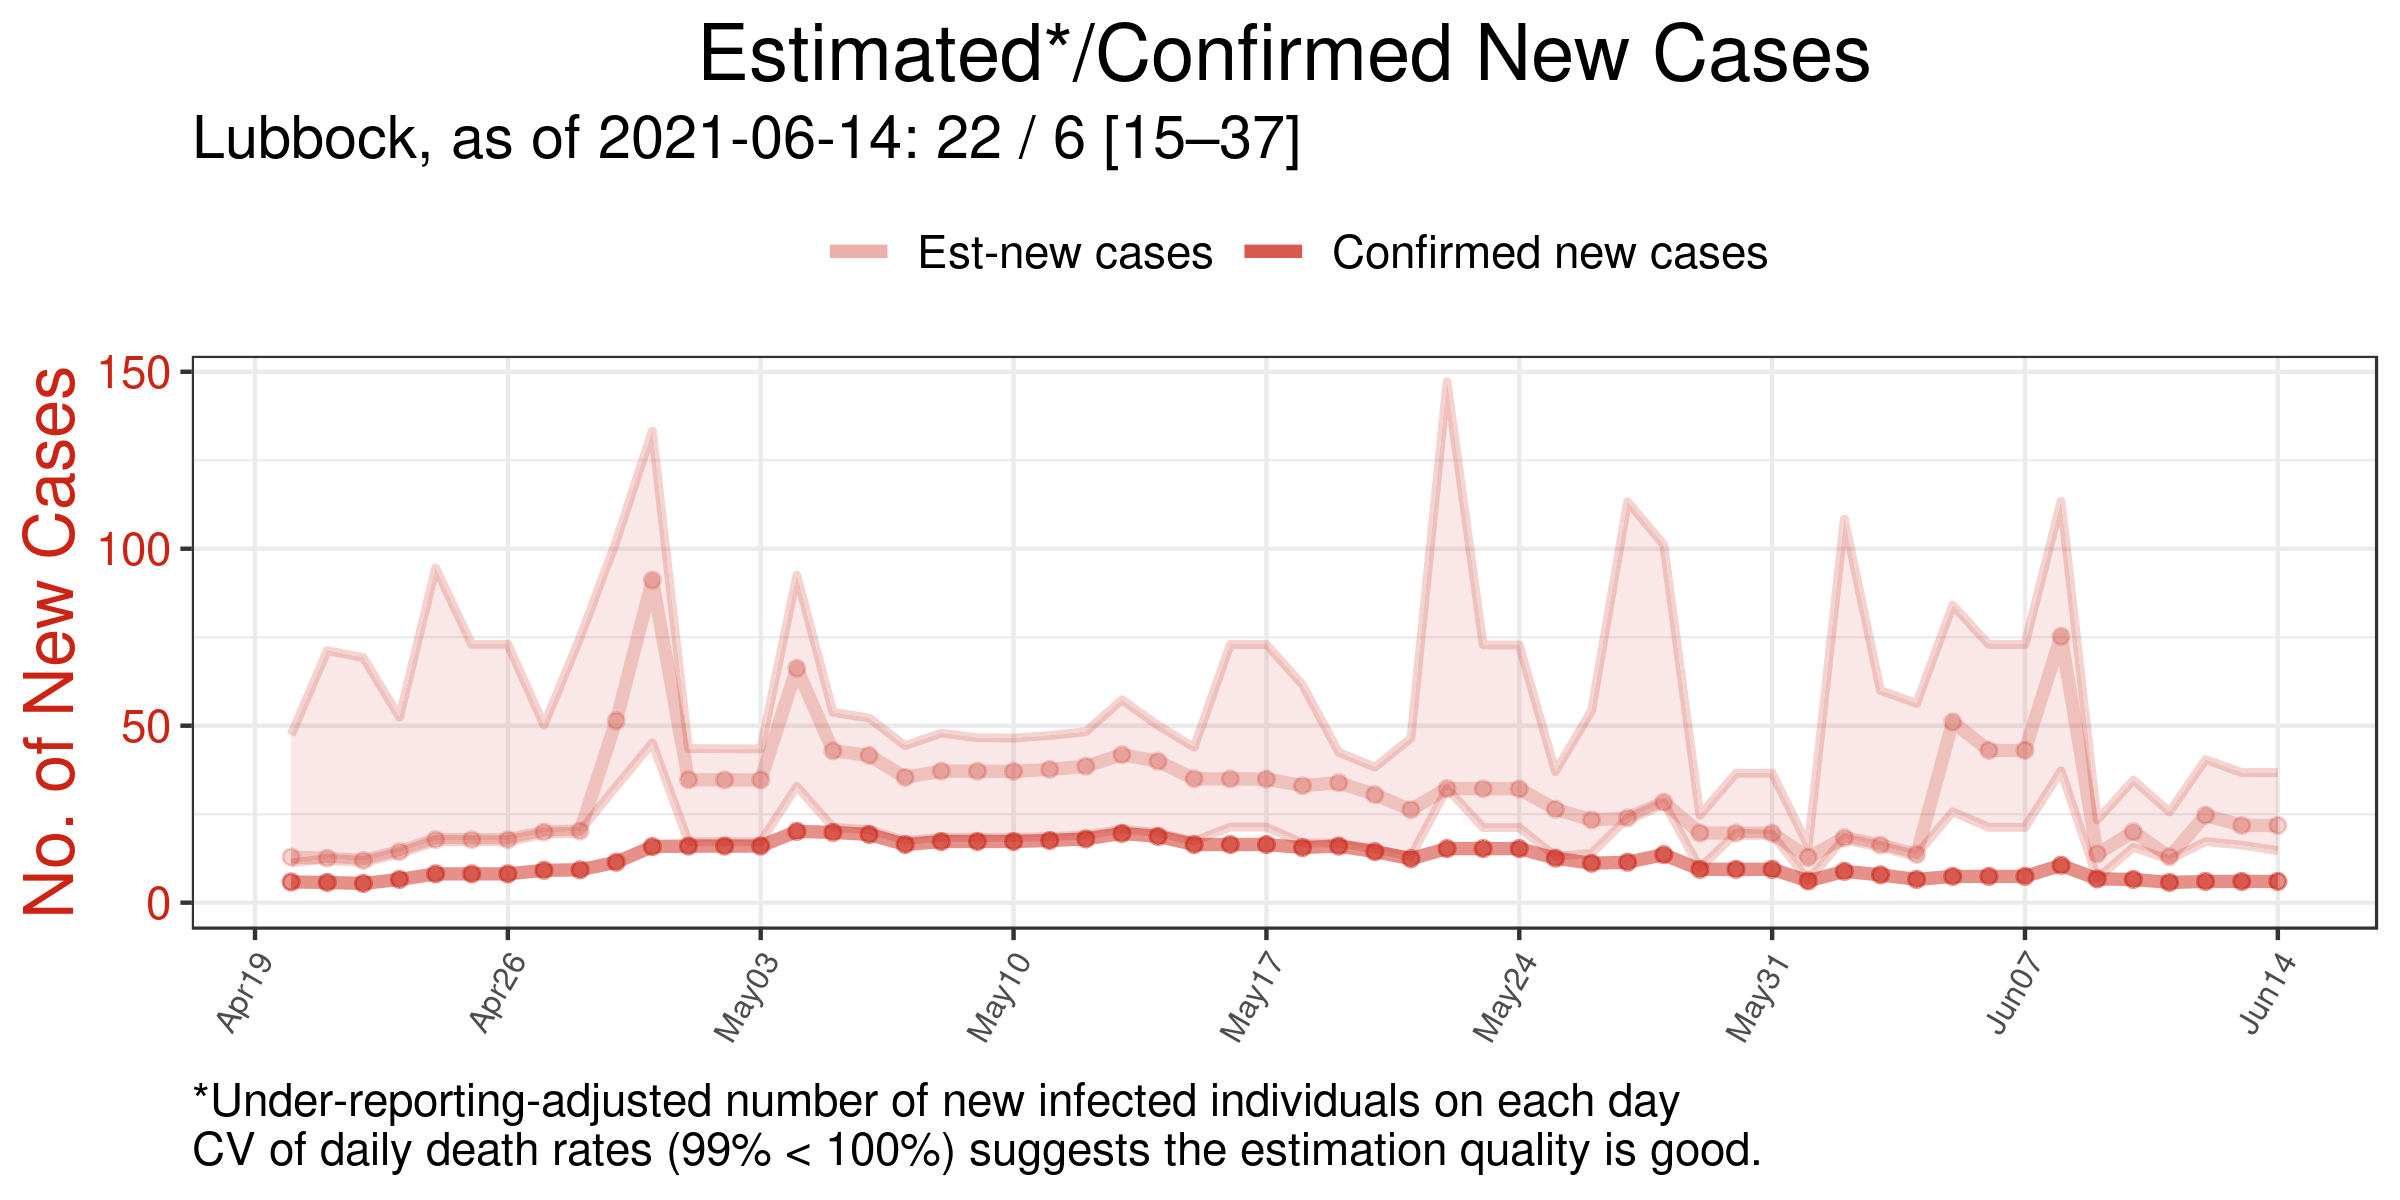 Estimated*/Confirmed New Cases
Lubbock, as of 2021-06-14: 22 / 6 [15–37]
Est-new cases Confirmed new cases
No. of New Cases
150
100
50
0
Apr19 Apr26 May03 May10 May17 May24 May31 Jun07 Jun14
*Under-reporting-adjusted number of new infected individuals on each day
CV of daily death rates (99% < 100%) suggests the estimation quality is good.